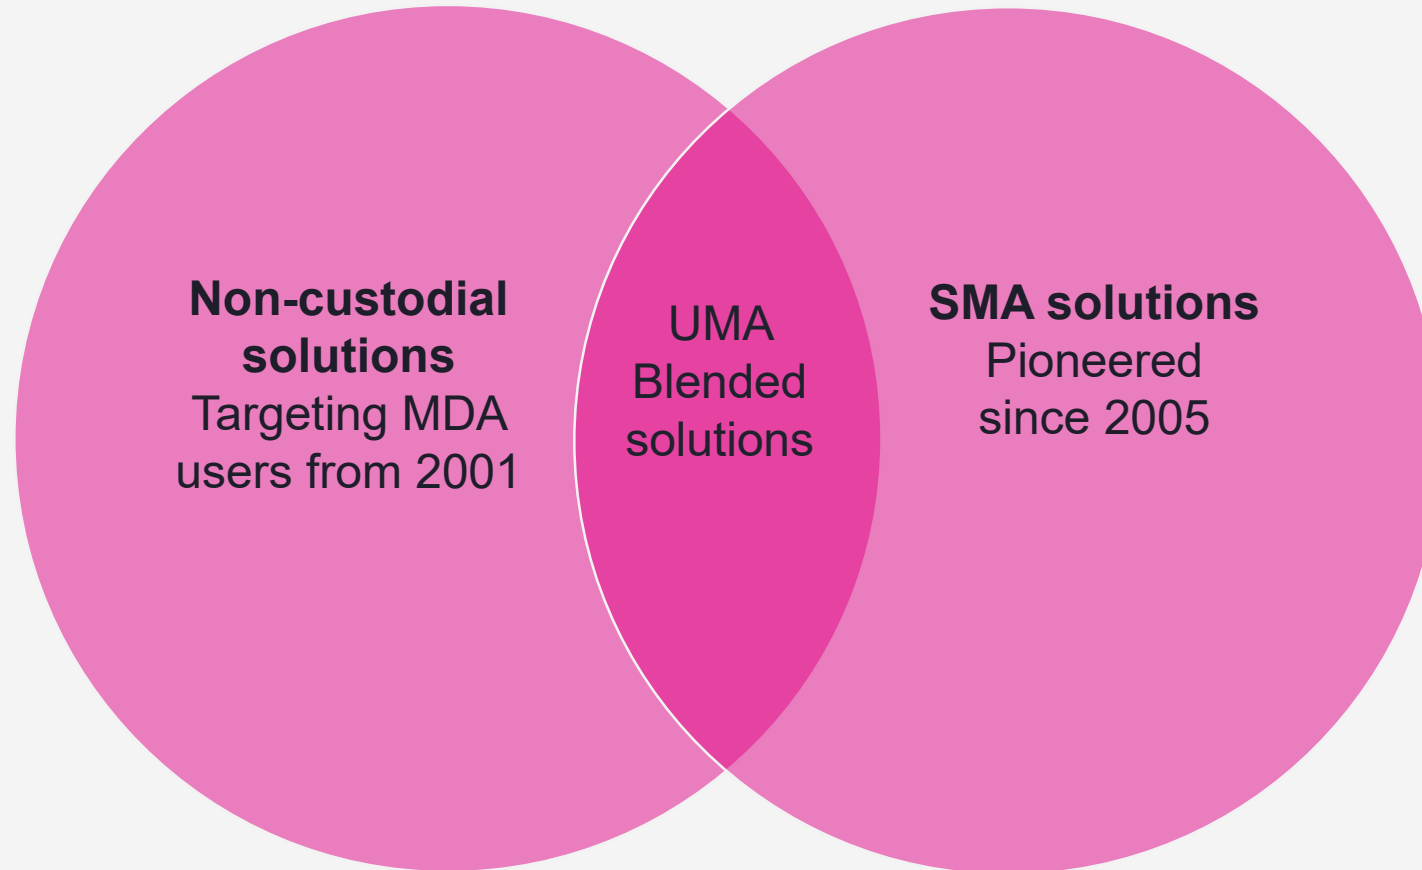 Non-custodial
solutions
Targeting MDA
users from 2001
UMA
Blended
solutions
SMA solutions
Pioneered
since 2005